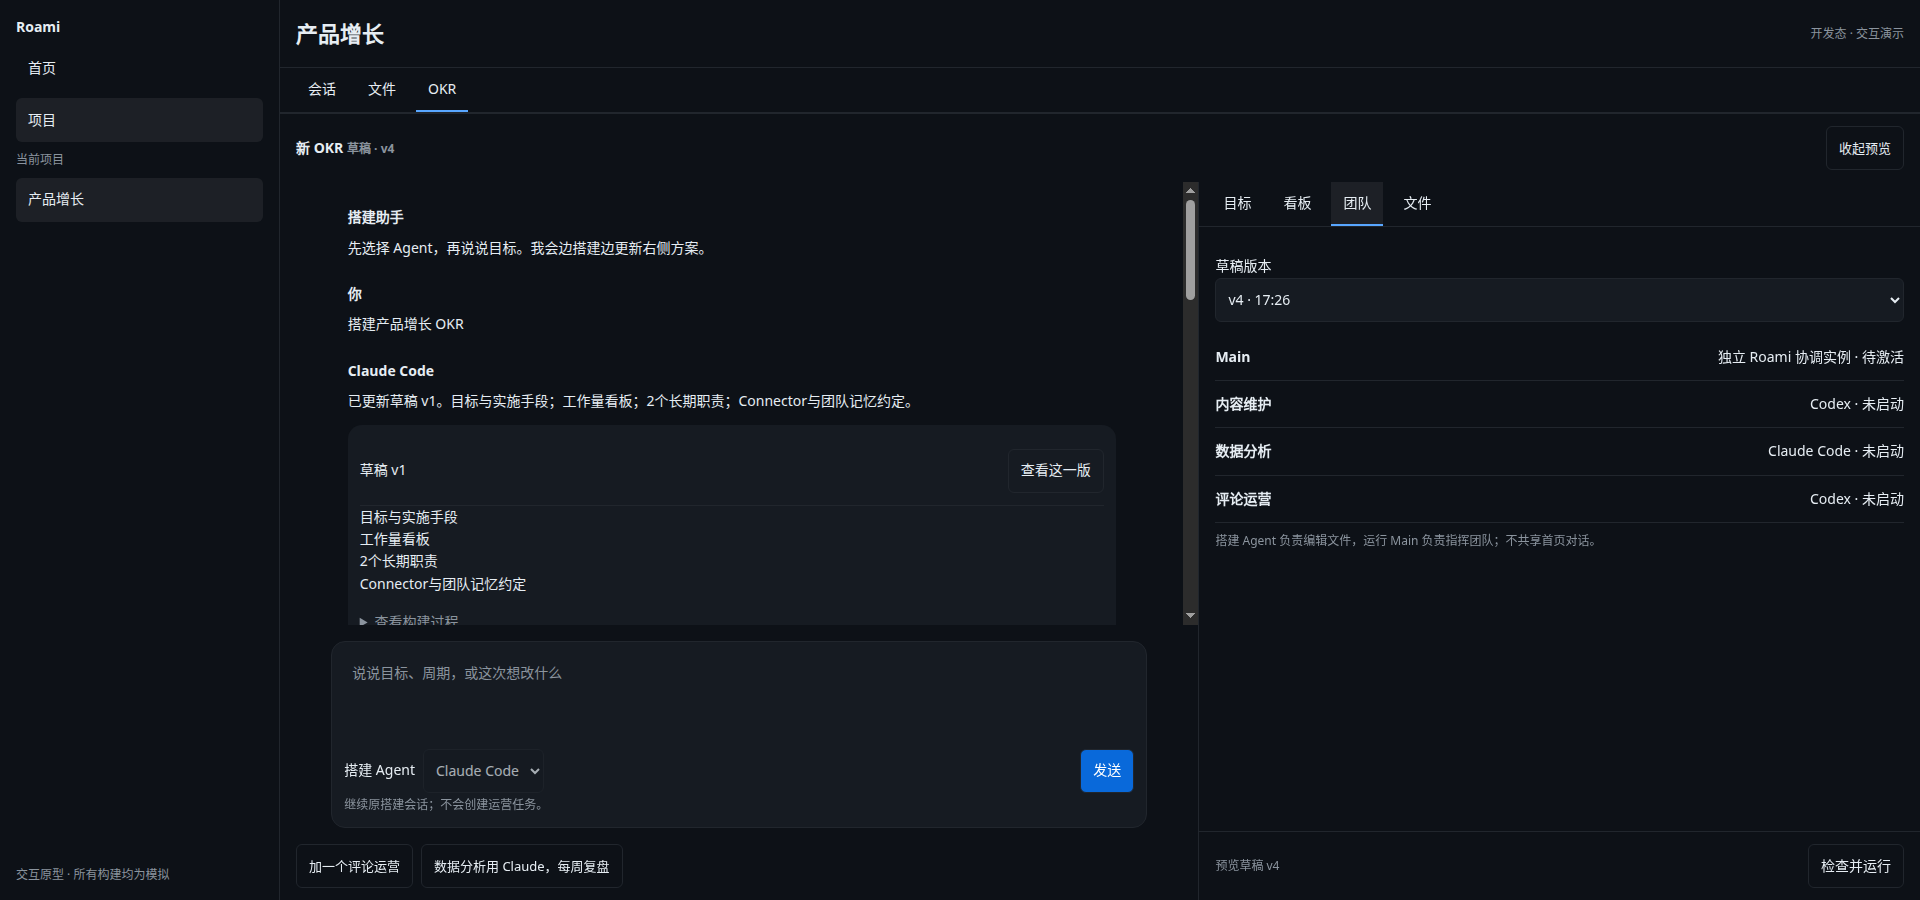 Roami
首页
项目
当前项目
产品增长
交互原型 · 所有构建均为模拟
产品增长
开发态 · 交互演示
会话
文件
OKR
新 OKR 草稿 · v4
收起预览
搭建助手
先选择 Agent，再说说目标。我会边搭建边更新右侧方案。
你
搭建产品增长 OKR
Claude Code
已更新草稿 v1。目标与实施手段；工作量看板；2个长期职责；Connector与团队记忆约定。
草稿 v1
查看这一版
目标与实施手段
工作量看板
2个长期职责
Connector与团队记忆约定
查看构建过程
说说目标、周期，或这次想改什么
搭建 Agent
Claude Code
发送
继续原搭建会话；不会创建运营任务。
加一个评论运营
数据分析用 Claude，每周复盘
目标
看板
团队
文件
草稿版本
v4 · 17:26
Main
独立 Roami 协调实例 · 待激活
内容维护
Codex · 未启动
数据分析
Claude Code · 未启动
评论运营
Codex · 未启动
搭建 Agent 负责编辑文件，运行 Main 负责指挥团队；不共享首页对话。
预览草稿 v4
检查并运行